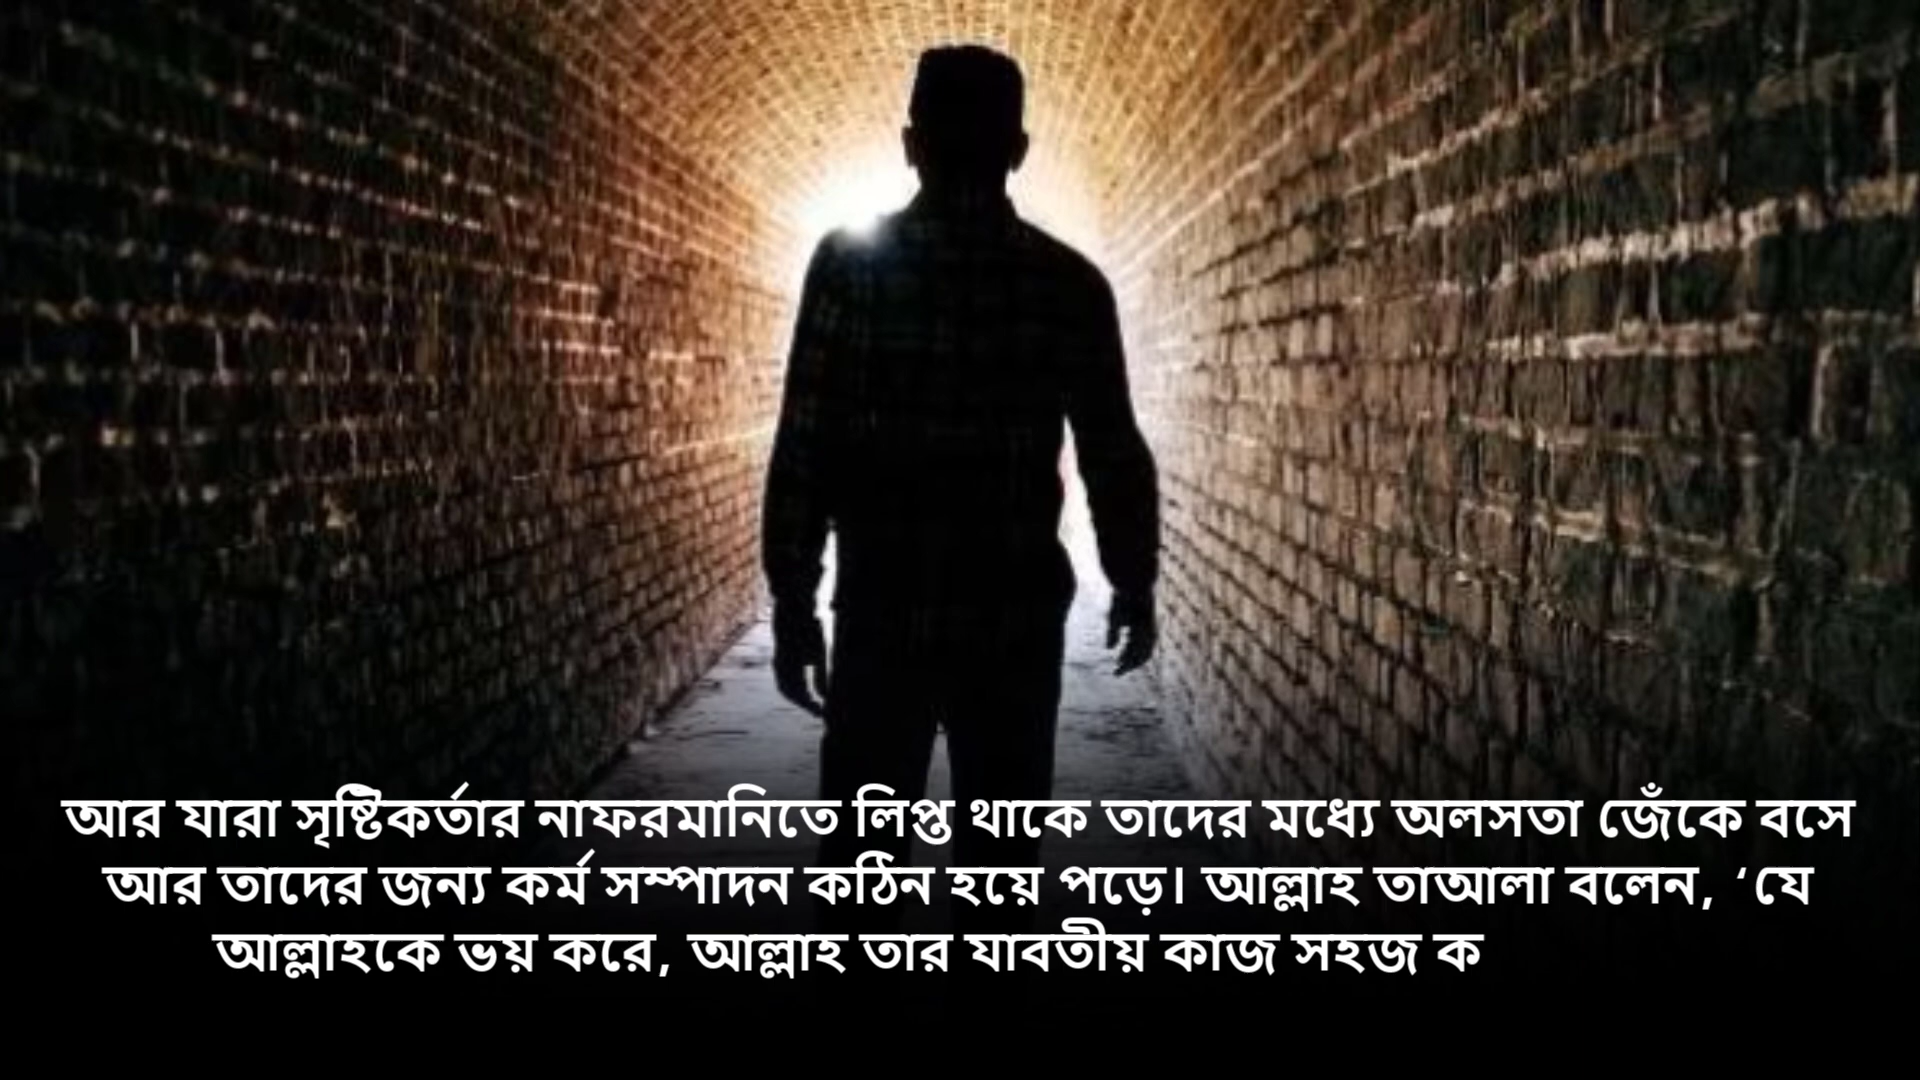 আর যারা সৃষ্টিকর্তার নাফরমানিতে লিপ্ত থাকে তাদের মধ্যে অলসতা জেঁকে বসে
আর তাদের জন্য কর্ম সম্পাদন কঠিন হয়ে পড়ে। আল্লাহ তাআলা বলেন, ‘যে
আল্লাহকে ভয় করে, আল্লাহ তার যাবতীয় কাজ সহজ ক